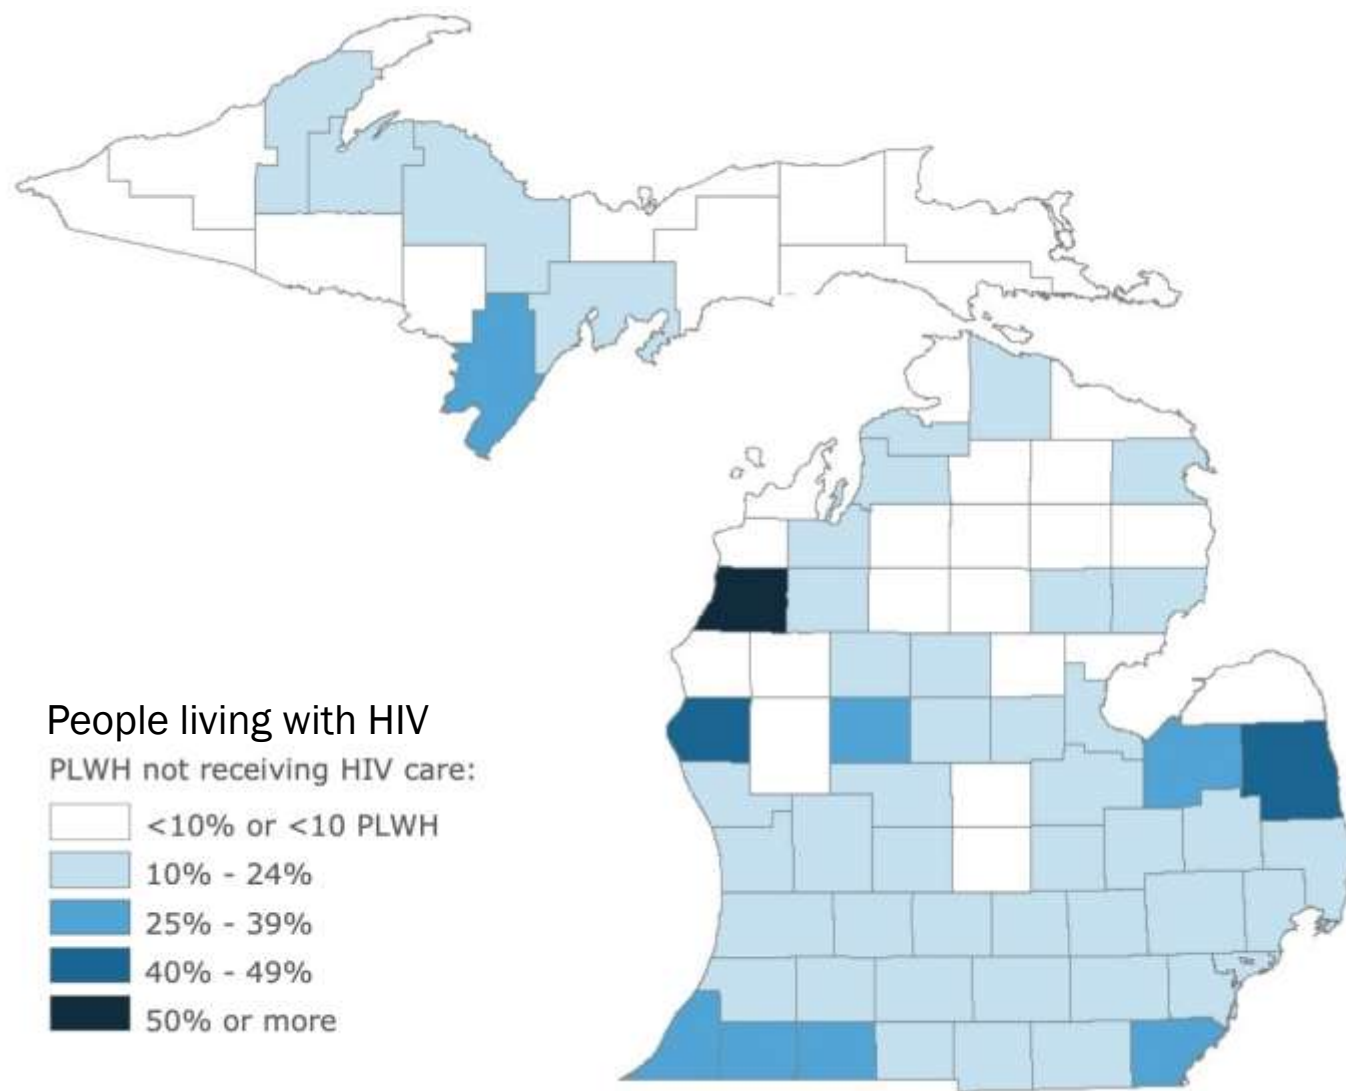 People living with HIV
PLWH not receiving HIV care:
<10% or <10 PLWH
10% - 24%
25% - 39%
40% - 49%
50% or more